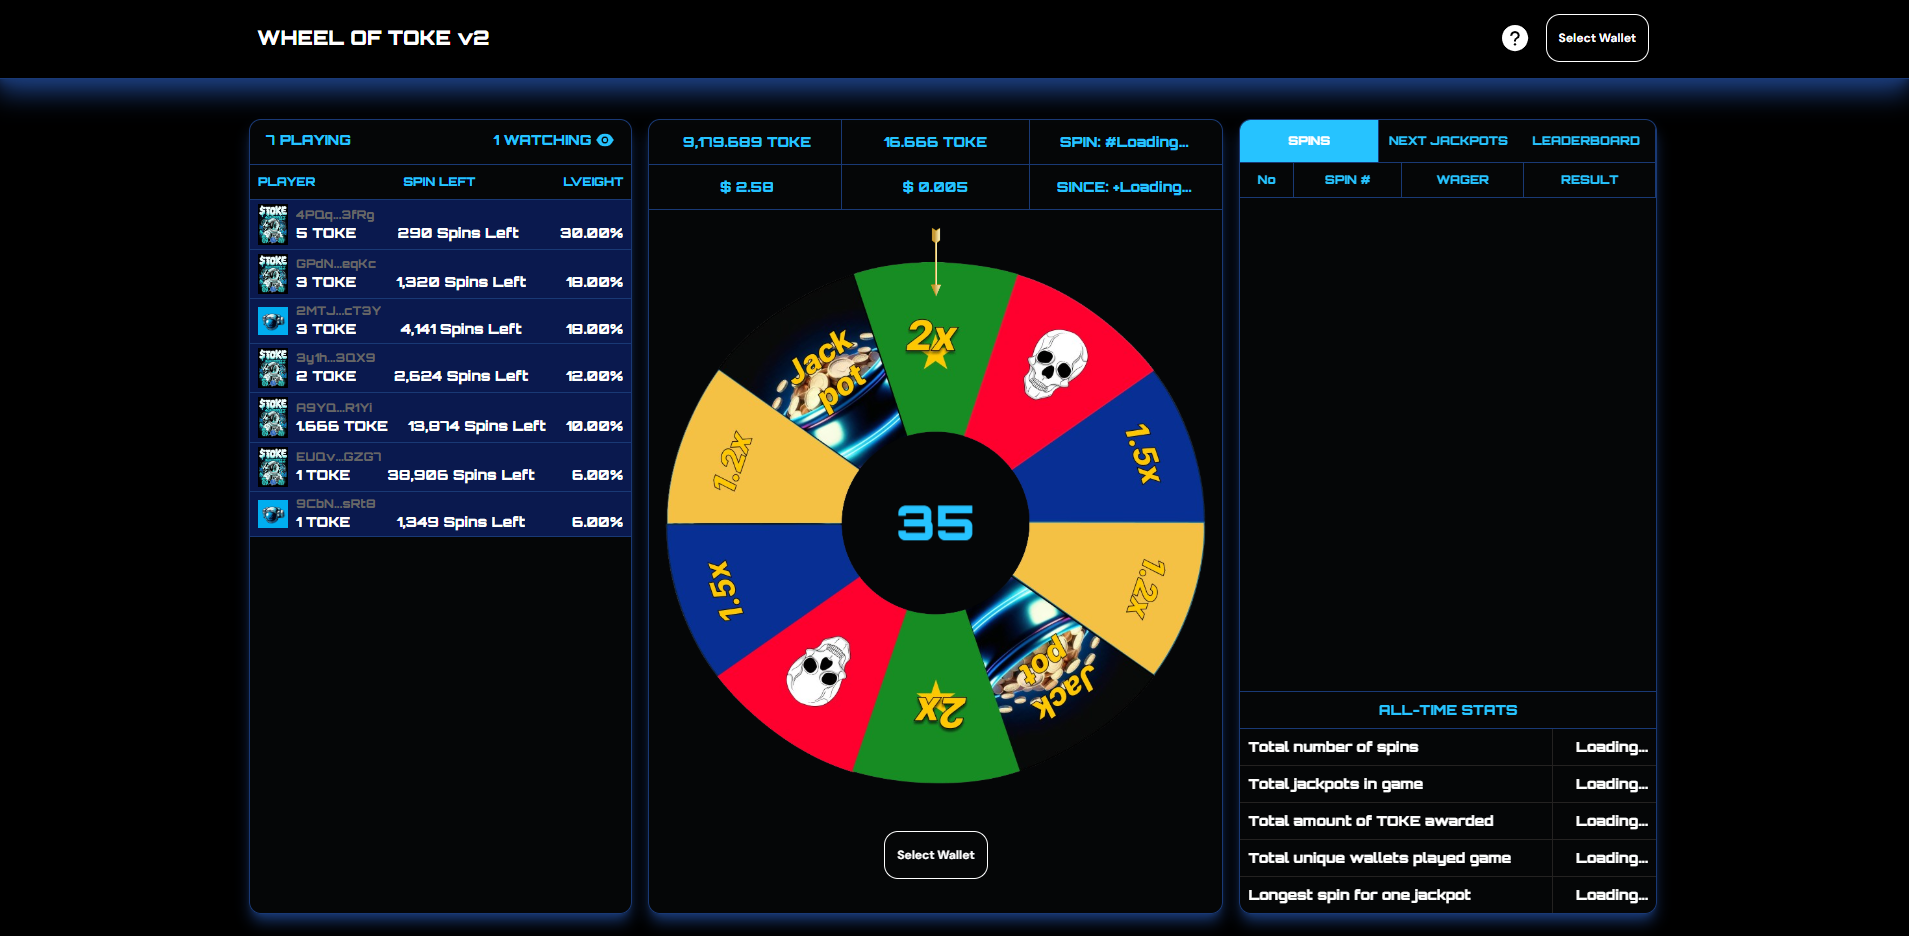 WHEEL OF TOKE v2
?
Select Wallet
7 PLAYING
1 WATCHING
PLAYER SPIN LEFT LVEIGHT
4PQq...3fRg
5 TOKE 290 Spins Left 30.00%
GPdN...eqKc
3 TOKE 1,320 Spins Left 18.00%
2MTJ...cT3Y
3 TOKE 4,141 Spins Left 18.00%
3y1h...3QX9
2 TOKE 2,624 Spins Left 12.00%
A9YQ...R1Yi
1.666 TOKE 13,874 Spins Left 10.00%
EUQv...GZG7
1 TOKE 38,906 Spins Left 6.00%
9CbN...sRt8
1 TOKE 1,349 Spins Left 6.00%
$TOKE
$TOKE
$TOKE
$TOKE
$TOKE
9,179.689 TOKE 16.666 TOKE SPIN: #Loading...
$ 2.58 $ 0.005 SINCE: +Loading...
2x
Jack
pot
1.2x
1.5x
35
1.5x
1.2x
2x
Jack
pot
Select Wallet
SPINS NEXT JACKPOTS LEADERBOARD
No SPIN # WAGER RESULT
ALL-TIME STATS
Total number of spins Loading...
Total jackpots in game Loading...
Total amount of TOKE awarded Loading...
Total unique wallets played game Loading...
Longest spin for one jackpot Loading...